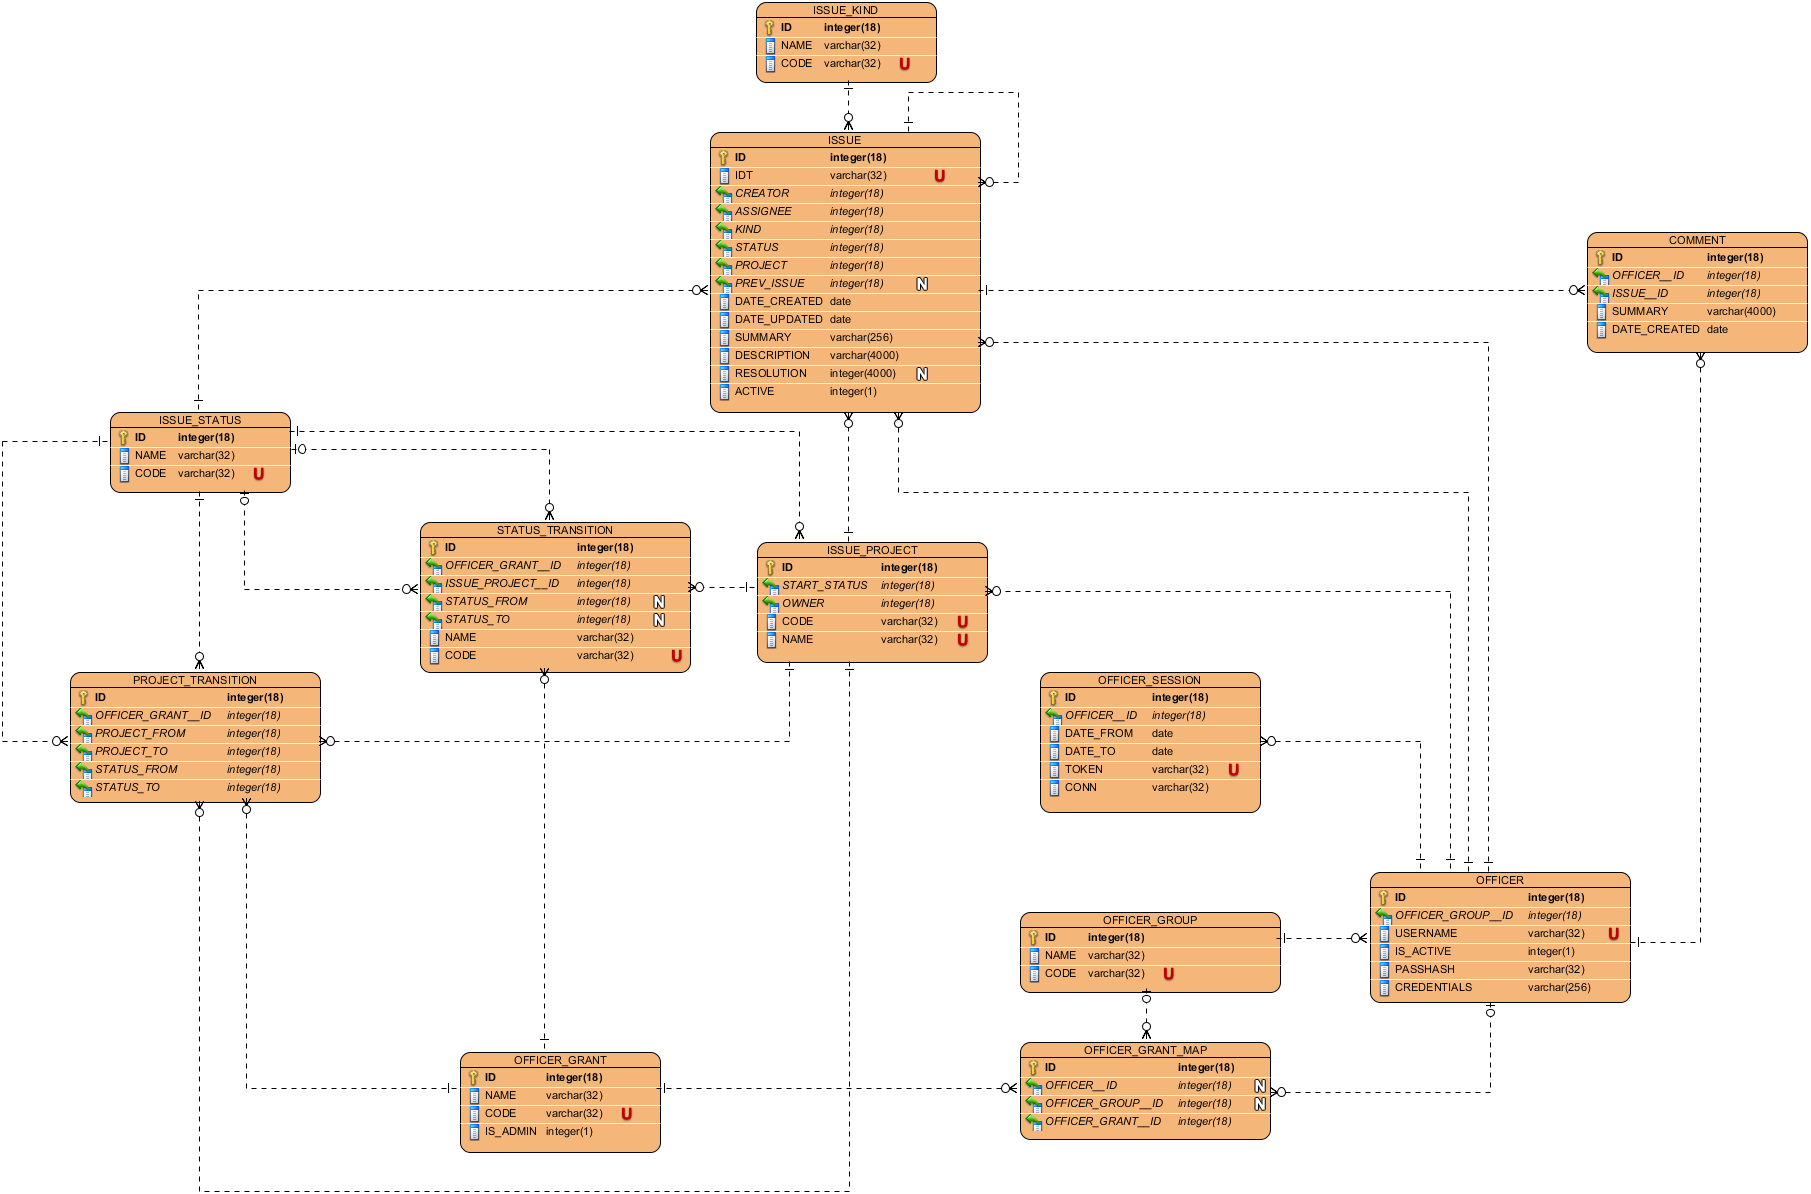 ISSUE_KIND
ID integer(18)
NAME varchar(32)
CODE varchar(32) U
ISSUE
ID integer(18)
IDT varchar(32) U
CREATOR integer(18)
ASSIGNEE integer(18)
KIND integer(18)
STATUS integer(18)
PROJECT integer(18)
PREV_ISSUE integer(18) N
DATE_CREATED date
DATE_UPDATED date
SUMMARY varchar(256)
DESCRIPTION varchar(4000)
RESOLUTION integer(4000) N
ACTIVE integer(1)
COMMENT
ID integer(18)
OFFICER__ID integer(18)
ISSUE__ID integer(18)
SUMMARY varchar(4000)
DATE_CREATED date
ISSUE_STATUS
ID integer(18)
NAME varchar(32)
CODE varchar(32) U
STATUS_TRANSITION
ID integer(18)
OFFICER_GRANT__ID integer(18)
ISSUE_PROJECT__ID integer(18)
STATUS_FROM integer(18) N
STATUS_TO integer(18) N
NAME varchar(32)
CODE varchar(32) U
ISSUE_PROJECT
ID integer(18)
START_STATUS integer(18)
OWNER integer(18)
CODE varchar(32) U
NAME varchar(32) U
PROJECT_TRANSITION
ID integer(18)
OFFICER_GRANT__ID integer(18)
PROJECT_FROM integer(18)
PROJECT_TO integer(18)
STATUS_FROM integer(18)
STATUS_TO integer(18)
OFFICER_SESSION
ID integer(18)
OFFICER__ID integer(18)
DATE_FROM date
DATE_TO date
TOKEN varchar(32) U
CONN varchar(32)
OFFICER
ID integer(18)
OFFICER_GROUP__ID integer(18)
USERNAME varchar(32) U
IS_ACTIVE integer(1)
PASSHASH varchar(32)
CREDENTIALS varchar(256)
OFFICER_GROUP
ID integer(18)
NAME varchar(32)
CODE varchar(32) U
OFFICER_GRANT
ID integer(18)
NAME varchar(32)
CODE varchar(32) U
IS_ADMIN integer(1)
OFFICER_GRANT_MAP
ID integer(18)
OFFICER__ID integer(18) N
OFFICER_GROUP__ID integer(18) N
OFFICER_GRANT__ID integer(18)